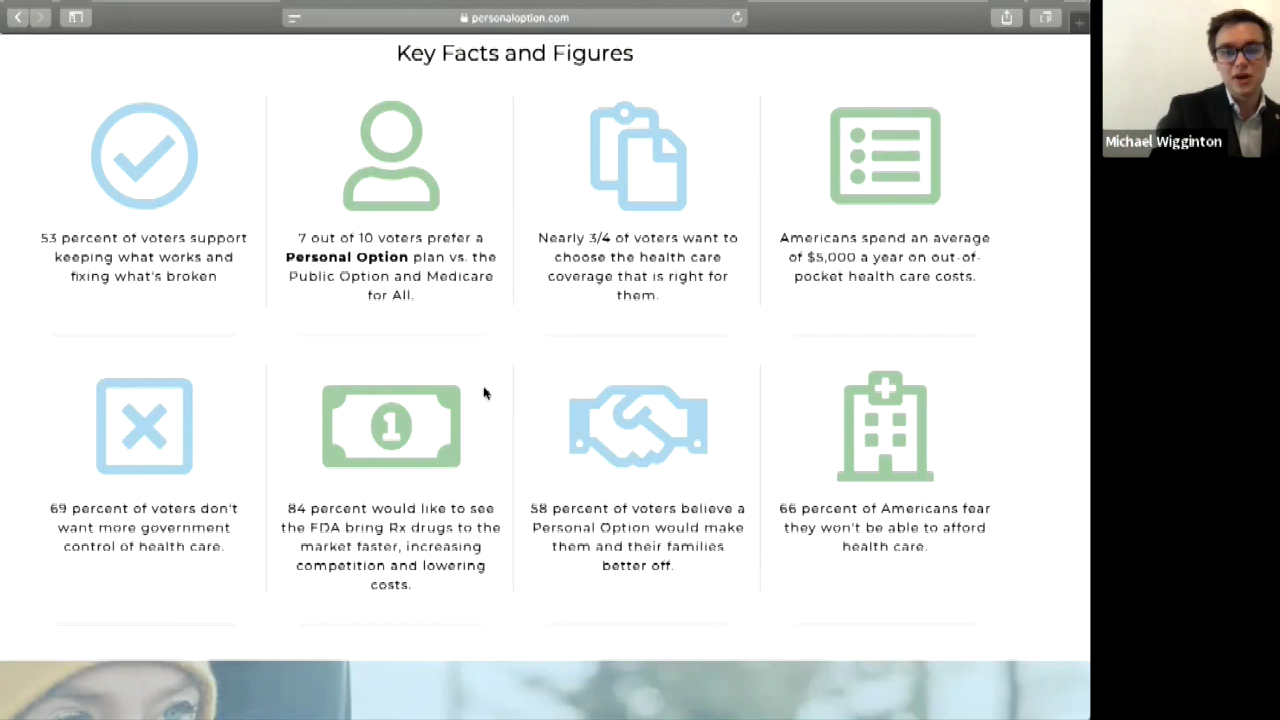 personaloption.com
Key Facts and Figures
53 percent of voters support
keeping what works and
fixing what's broken
7 out of 10 voters prefer a
Personal Option plan vs. the
Public Option and Medicare
for All.
Nearly 3/4 of voters want to
choose the health care
coverage that is right for
them.
Americans spend an average
of $5,000 a year on out-of-
pocket health care costs.
69 percent of voters don't
want more government
control of health care.
1
84 percent would like to see
the FDA bring Rx drugs to the
market faster, increasing
competition and lowering
costs.
58 percent of voters believe a
Personal Option would make
them and their families
better off.
66 percent of Americans fear
they won't be able to afford
health care.
Michael Wigginton